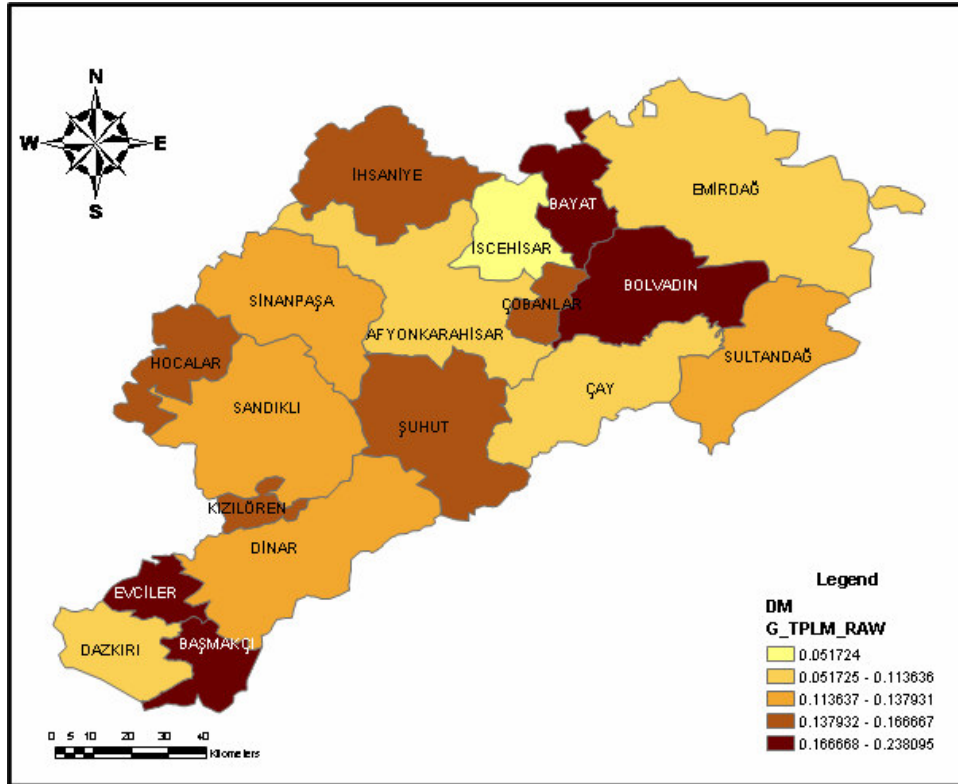 N
W E
S
İHSANİYE
EMİRDAĞ
BAYAT
İSCEHİSAR
BOLVADIN
SİNANPAŞA
ÇOBANLAR
AFYONKARAHİSAR
HOCALAR
SULTANDAĞ
ÇAY
SANDIKLI
ŞUHUT
KIZILÖREN
DİNAR
EVCİLER
BAŞMAKÇI
DAZKIRI
Legend
DM
G_TPLM_RAW
0.051724
0.051725 - 0.113636
0.113637 - 0.137931
0.137932 - 0.166667
0.166668 - 0.238095
0 5 10 20 30 40
Kilometers